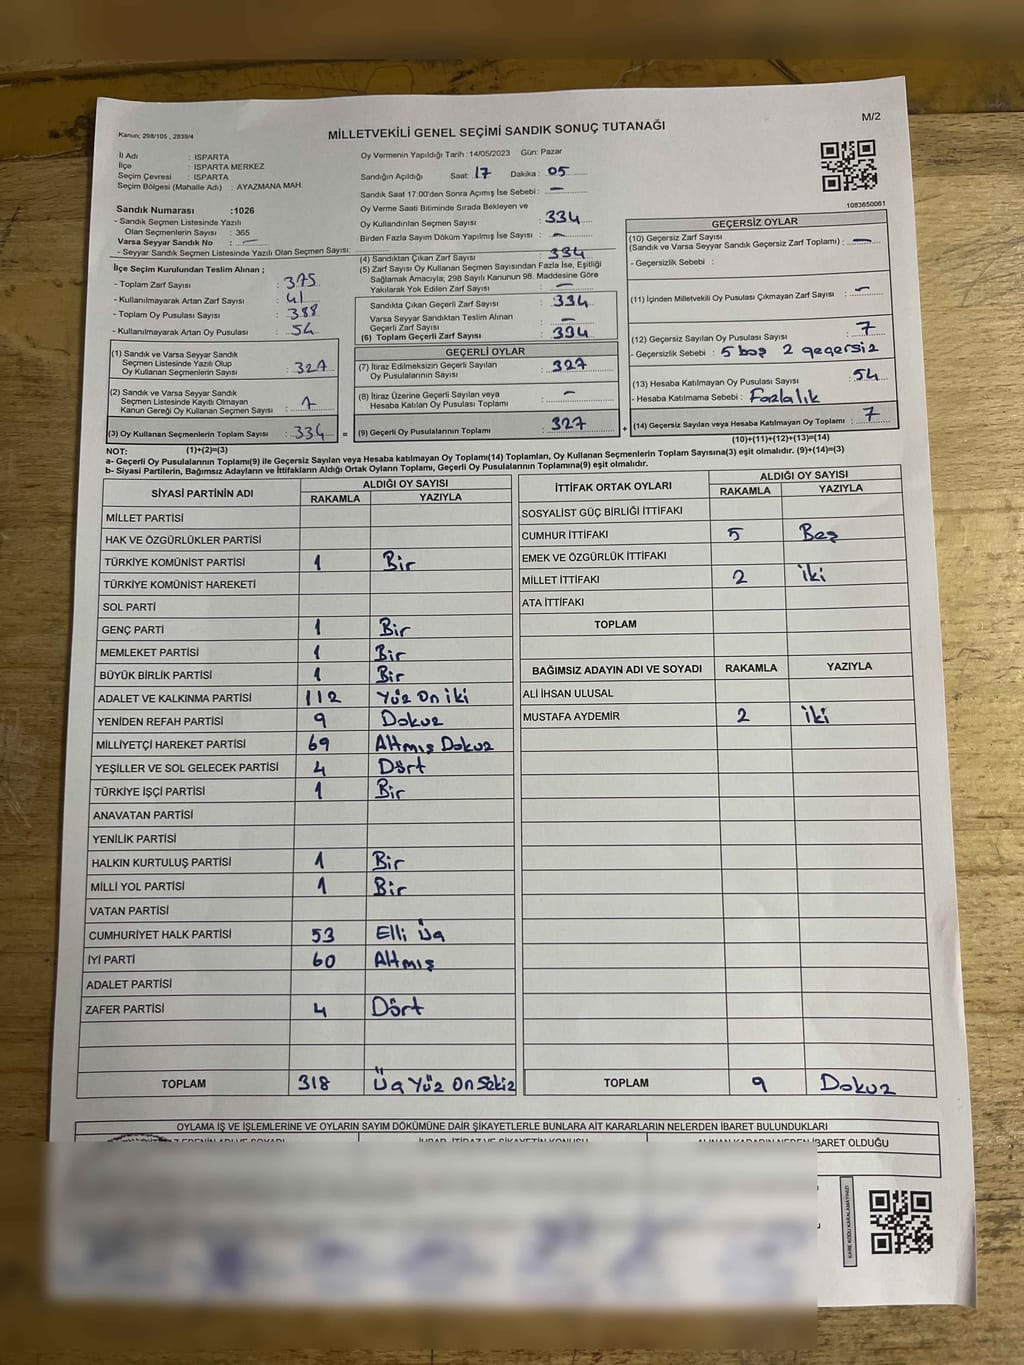 M/2
Kanun; 298/105 , 2839/4
MİLLETVEKİLİ GENEL SEÇİMİ SANDIK SONUÇ TUTANAĞI
İl Adı : ISPARTA
İlçe : ISPARTA MERKEZ
Seçim Çevresi : ISPARTA
Seçim Bölgesi (Mahalle Adı) : AYAZMANA MAH.
Sandık Numarası :1026
- Sandık Seçmen Listesinde Yazılı
Olan Seçmenlerin Sayısı : 365
Varsa Seyyar Sandık No : —
- Seyyar Sandık Seçmen Listesinde Yazılı Olan Seçmen Sayısı:
İlçe Seçim Kurulundan Teslim Alınan ;
- Toplam Zarf Sayısı : 375
- Kullanılmayarak Artan Zarf Sayısı : 41
- Toplam Oy Pusulası Sayısı : 388
- Kullanılmayarak Artan Oy Pusulası : 54
(1) Sandık ve Varsa Seyyar Sandık
Seçmen Listesinde Yazılı Olup
Oy Kullanan Seçmenlerin Sayısı : 327
(2) Sandık ve Varsa Seyyar Sandık
Seçmen Listesinde Kayıtlı Olmayan
Kanun Gereği Oy Kullanan Seçmen Sayısı : 7
(3) Oy Kullanan Seçmenlerin Toplam Sayısı : 334 =
(1)+(2)=(3)
Oy Vermenin Yapıldığı Tarih :14/05/2023 Gün: Pazar
Sandığın Açıldığı Saat: 17 Dakika : 05
Sandık Saat 17:00'den Sonra Açımış İse Sebebi : —
Oy Verme Saati Bitiminde Sırada Bekleyen ve
Oy Kullandırılan Seçmen Sayısı : 334
Birden Fazla Sayım Döküm Yapılmış İse Sayısı : —
(4) Sandıktan Çıkan Zarf Sayısı : 334
(5) Zarf Sayısı Oy Kullanan Seçmen Sayısından Fazla İse, Eşitliği
Sağlamak Amacıyla; 298 Sayılı Kanunun 98. Maddesine Göre
Yakılarak Yok Edilen Zarf Sayısı : —
Sandıkta Çıkan Geçerli Zarf Sayısı : 334
Varsa Seyyar Sandıktan Teslim Alınan
Geçerli Zarf Sayısı : —
(6) Toplam Geçerli Zarf Sayısı : 334
GEÇERLİ OYLAR
(7) İtiraz Edilmeksizin Geçerli Sayılan
Oy Pusulalarının Sayısı : 327
(8) İtiraz Üzerine Geçerli Sayılan veya
Hesaba Katılan Oy Pusulası Toplamı : —
(9) Geçerli Oy Pusulalarının Toplamı : 327 +
1083650061
GEÇERSİZ OYLAR
(10) Geçersiz Zarf Sayısı
(Sandık ve Varsa Seyyar Sandık Geçersiz Zarf Toplamı) : —
- Geçersizlik Sebebi :
(11) İçinden Milletvekili Oy Pusulası Çıkmayan Zarf Sayısı : —
(12) Geçersiz Sayılan Oy Pusulası Sayısı : 7
- Geçersizlik Sebebi : 5 boş 2 geçersiz
(13) Hesaba Katılmayan Oy Pusulası Sayısı : 54
- Hesaba Katılmama Sebebi : Fazlalık
(14) Geçersiz Sayılan veya Hesaba Katılmayan Oy Toplamı : 7
(10)+(11)+(12)+(13)=(14)
NOT:
a- Geçerli Oy Pusulalarının Toplamı(9) ile Geçersiz Sayılan veya Hesaba katılmayan Oy Toplamı(14) Toplamları, Oy Kullanan Seçmenlerin Toplam Sayısına(3) eşit olmalıdır. (9)+(14)=(3)
b- Siyasi Partilerin, Bağımsız Adayların ve İttifakların Aldığı Ortak Oyların Toplamı, Geçerli Oy Pusulalarının Toplamına(9) eşit olmalıdır.
SİYASİ PARTİNİN ADI ALDIĞI OY SAYISI
RAKAMLA YAZIYLA
MİLLET PARTİSİ
HAK VE ÖZGÜRLÜKLER PARTİSİ
TÜRKİYE KOMÜNİST PARTİSİ 1 Bir
TÜRKİYE KOMÜNİST HAREKETİ
SOL PARTİ
GENÇ PARTİ 1 Bir
MEMLEKET PARTİSİ 1 Bir
BÜYÜK BİRLİK PARTİSİ 1 Bir
ADALET VE KALKINMA PARTİSİ 112 Yüz On iki
YENİDEN REFAH PARTİSİ 9 Dokuz
MİLLİYETÇİ HAREKET PARTİSİ 69 Altmış Dokuz
YEŞİLLER VE SOL GELECEK PARTİSİ 4 Dört
TÜRKİYE İŞÇİ PARTİSİ 1 Bir
ANAVATAN PARTİSİ
YENİLİK PARTİSİ
HALKIN KURTULUŞ PARTİSİ 1 Bir
MİLLİ YOL PARTİSİ 1 Bir
VATAN PARTİSİ
CUMHURİYET HALK PARTİSİ 53 Elli Üç
İYİ PARTİ 60 Altmış
ADALET PARTİSİ
ZAFER PARTİSİ 4 Dört
TOPLAM 318 Üç Yüz On Sekiz
İTTİFAK ORTAK OYLARI ALDIĞI OY SAYISI
RAKAMLA YAZIYLA
SOSYALİST GÜÇ BİRLİĞİ İTTİFAKI
CUMHUR İTTİFAKI 5 Beş
EMEK VE ÖZGÜRLÜK İTTİFAKI
MİLLET İTTİFAKI 2 iki
ATA İTTİFAKI
TOPLAM
BAĞIMSIZ ADAYIN ADI VE SOYADI RAKAMLA YAZIYLA
ALİ İHSAN ULUSAL
MUSTAFA AYDEMİR 2 iki
TOPLAM 9 Dokuz
OYLAMA İŞ VE İŞLEMLERİNE VE OYLARIN SAYIM DÖKÜMÜNE DAİR ŞİKAYETLERLE BUNLARA AİT KARARLARIN NELERDEN İBARET BULUNDUKLARI
İHBAR, İTİRAZ VE ŞİKAYETİN KONUSU
ALINAN KARARIN NEDEN İBARET OLDUĞU
KARE KODU KARALAMAYINIZ!